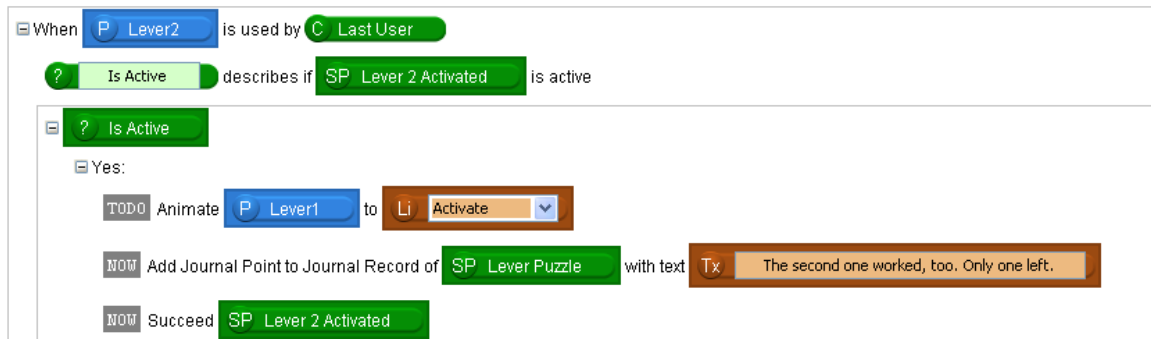 When P Lever2 is used by C Last User
? Is Active describes if SP Lever 2 Activated is active
? Is Active
Yes:
TODO Animate P Lever1 to Li Activate
NOW Add Journal Point to Journal Record of SP Lever Puzzle with text Tx The second one worked, too. Only one left.
NOW Succeed SP Lever 2 Activated